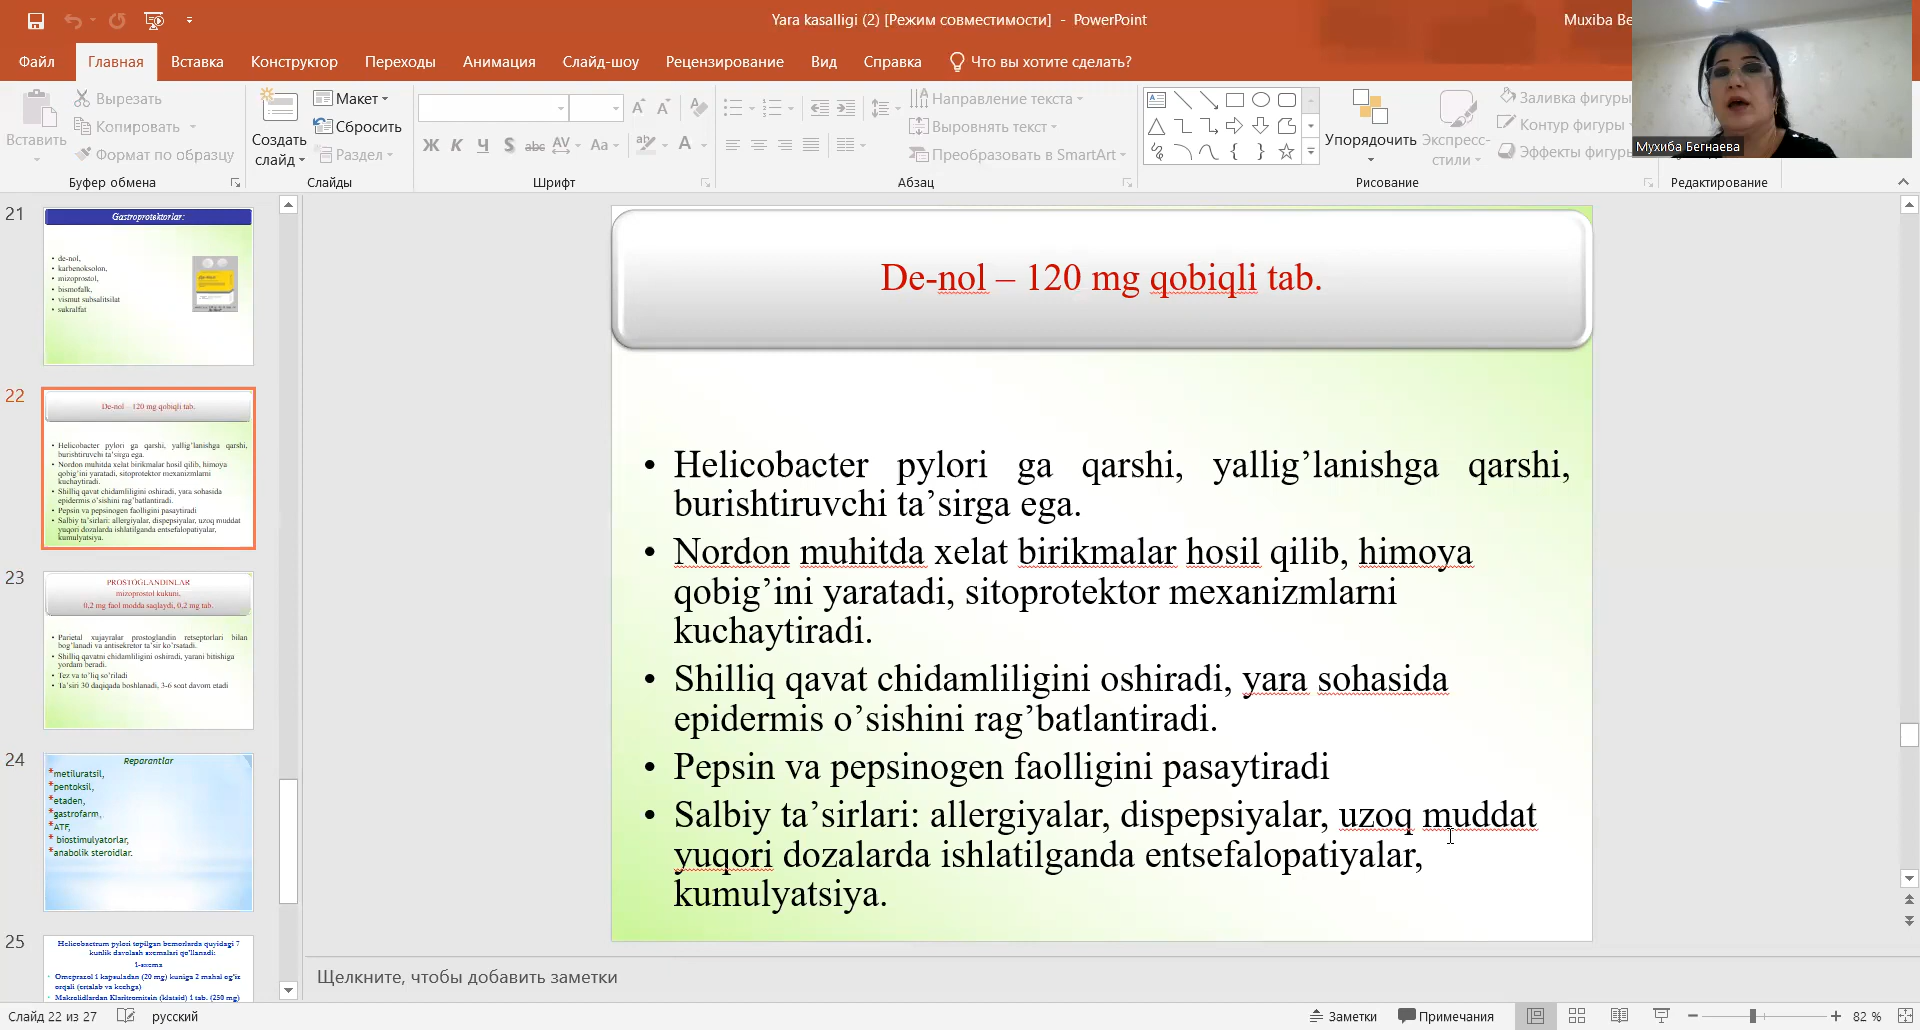 Yara kasalligi (2) [Режим совместимости] - PowerPoint
Muxiba Be
Файл
Главная
Вставка
Конструктор
Переходы
Анимация
Слайд-шоу
Рецензирование
Вид
Справка
Что вы хотите сделать?
Вставить
Вырезать
Копировать
Формат по образцу
Буфер обмена
Создать
слайд
Макет
Сбросить
Раздел
Слайды
Ж К Ч S abc AV Aa А
Шрифт
Направление текста
Выровнять текст
Преобразовать в SmartArt
Абзац
Упорядочить
Экспресс-
стили
Заливка фигуры
Контур фигуры
Эффекты фигуры
Рисование
Редактирование
Мухиба Бегнаева
21
Gastroprotektorlar:
• de-nol,
• karbenoksolon,
• mizoprostol,
• bismofalk,
• vismut subsalitsilat
• sukralfat
22
De-nol – 120 mg qobiqli tab.
• Helicobacter pylori ga qarshi, yallig’lanishga qarshi,
burishtiruvchi ta’sirga ega.
• Nordon muhitda xelat birikmalar hosil qilib, himoya
qobig’ini yaratadi, sitoprotektor mexanizmlarni
kuchaytiradi.
• Shilliq qavat chidamliligini oshiradi, yara sohasida
epidermis o’sishini rag’batlantiradi.
• Pepsin va pepsinogen faolligini pasaytiradi
• Salbiy ta’sirlari: allergiyalar, dispepsiyalar, uzoq muddat
yuqori dozalarda ishlatilganda entsefalopatiyalar,
kumulyatsiya.
23
PROSTOGLANDINLAR
mizoprostol kukuni,
0,2 mg faol modda saqlaydi, 0,2 mg tab.
• Parietal xujayralar prostoglandin retseptorlari bilan
bog’lanadi va antisekretor ta’sir ko’rsatadi.
• Shilliq qavatni chidamliligini oshiradi, yarani bitishiga
yordam beradi.
• Tez va to’liq so’riladi
• Ta’siri 30 daqiqada boshlanadi, 3-6 soat davom etadi
24
Reparantlar
*metiluratsil,
*pentoksil,
*etaden,
*gastrofarm,
*ATF,
* biostimulyatorlar,
*anabolik steroidlar.
25
Helicobactrum pylori topilgan bemorlarda quyidagi 7
kunlik davolash sxemalari qo’llanadi:
1-sxema
Omeprazol 1 kapsuladan (20 mg) kuniga 2 mahal og’iz
orqali (ertalab va kechga)
Makrolidlardan Klaritromitsin (klatsid) 1 tab. (250 mg)
De-nol – 120 mg qobiqli tab.
• Helicobacter pylori ga qarshi, yallig’lanishga qarshi,
burishtiruvchi ta’sirga ega.
• Nordon muhitda xelat birikmalar hosil qilib, himoya
qobig’ini yaratadi, sitoprotektor mexanizmlarni
kuchaytiradi.
• Shilliq qavat chidamliligini oshiradi, yara sohasida
epidermis o’sishini rag’batlantiradi.
• Pepsin va pepsinogen faolligini pasaytiradi
• Salbiy ta’sirlari: allergiyalar, dispepsiyalar, uzoq muddat
yuqori dozalarda ishlatilganda entsefalopatiyalar,
kumulyatsiya.
Щелкните, чтобы добавить заметки
Слайд 22 из 27
русский
Заметки
Примечания
82 %